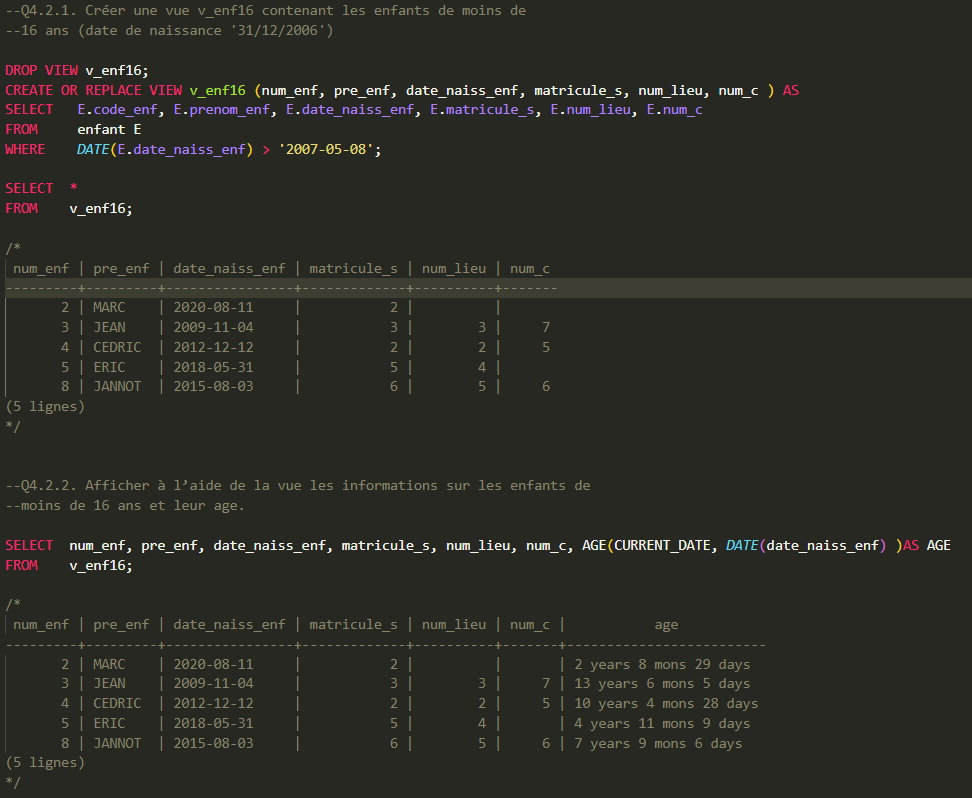 --Q4.2.1. Créer une vue v_enf16 contenant les enfants de moins de
--16 ans (date de naissance '31/12/2006')
DROP VIEW v_enf16;
CREATE OR REPLACE VIEW v_enf16 (num_enf, pre_enf, date_naiss_enf, matricule_s, num_lieu, num_c ) AS
SELECT   E.code_enf, E.prenom_enf, E.date_naiss_enf, E.matricule_s, E.num_lieu, E.num_c
FROM     enfant E
WHERE    DATE(E.date_naiss_enf) > '2007-05-08';
SELECT  *
FROM    v_enf16;
/*
 num_enf | pre_enf | date_naiss_enf | matricule_s | num_lieu | num_c
---------+---------+----------------+-------------+----------+-------
       2 | MARC    | 2020-08-11     |           2 |          |
       3 | JEAN    | 2009-11-04     |           3 |        3 |     7
       4 | CEDRIC  | 2012-12-12     |           2 |        2 |     5
       5 | ERIC    | 2018-05-31     |           5 |        4 |
       8 | JANNOT  | 2015-08-03     |           6 |        5 |     6
(5 lignes)
*/
--Q4.2.2. Afficher à l’aide de la vue les informations sur les enfants de
--moins de 16 ans et leur age.
SELECT  num_enf, pre_enf, date_naiss_enf, matricule_s, num_lieu, num_c, AGE(CURRENT_DATE, DATE(date_naiss_enf) )AS AGE
FROM    v_enf16;
/*
 num_enf | pre_enf | date_naiss_enf | matricule_s | num_lieu | num_c |           age
---------+---------+----------------+-------------+----------+-------+-------------------------
       2 | MARC    | 2020-08-11     |           2 |          |       | 2 years 8 mons 29 days
       3 | JEAN    | 2009-11-04     |           3 |        3 |     7 | 13 years 6 mons 5 days
       4 | CEDRIC  | 2012-12-12     |           2 |        2 |     5 | 10 years 4 mons 28 days
       5 | ERIC    | 2018-05-31     |           5 |        4 |       | 4 years 11 mons 9 days
       8 | JANNOT  | 2015-08-03     |           6 |        5 |     6 | 7 years 9 mons 6 days
(5 lignes)
*/